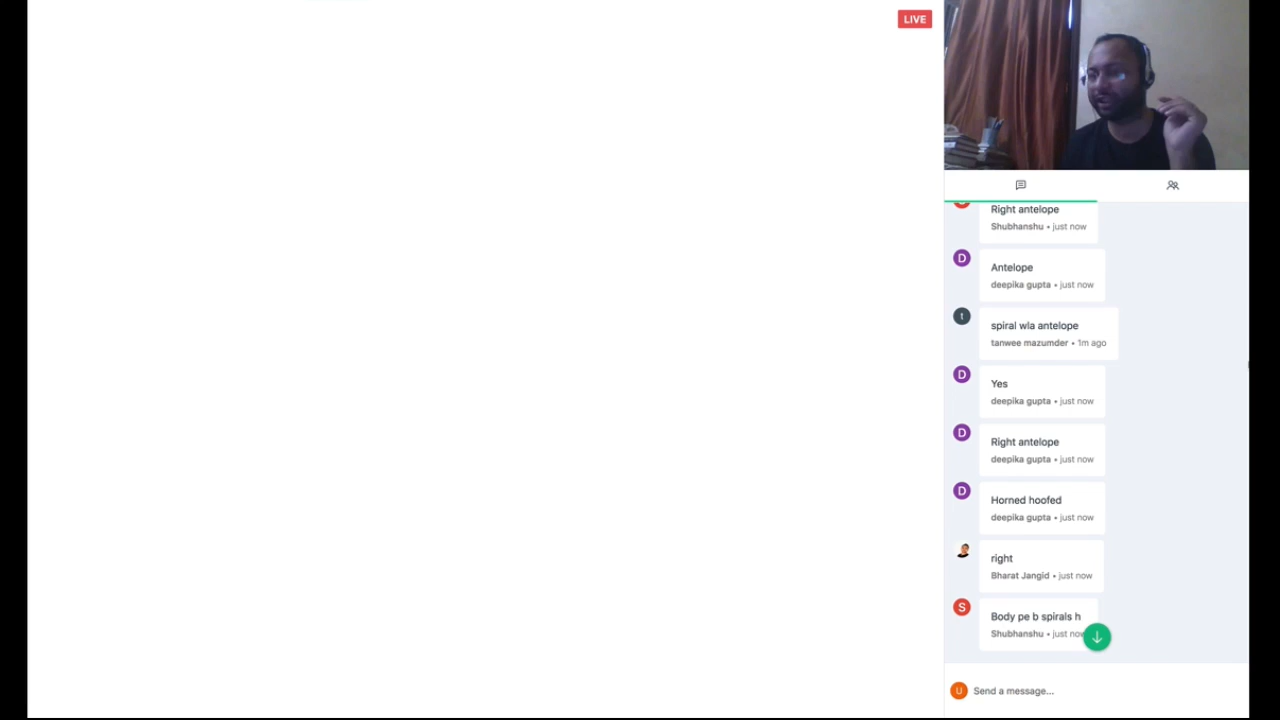 LIVE
Right antelope
Shubhanshu • just now
D
Antelope
deepika gupta • just now
t
spiral wla antelope
tanwee mazumder • 1m ago
D
Yes
deepika gupta • just now
D
Right antelope
deepika gupta • just now
D
Horned hoofed
deepika gupta • just now
right
Bharat Jangid • just now
S
Body pe b spirals h
Shubhanshu • just now
U
Send a message...